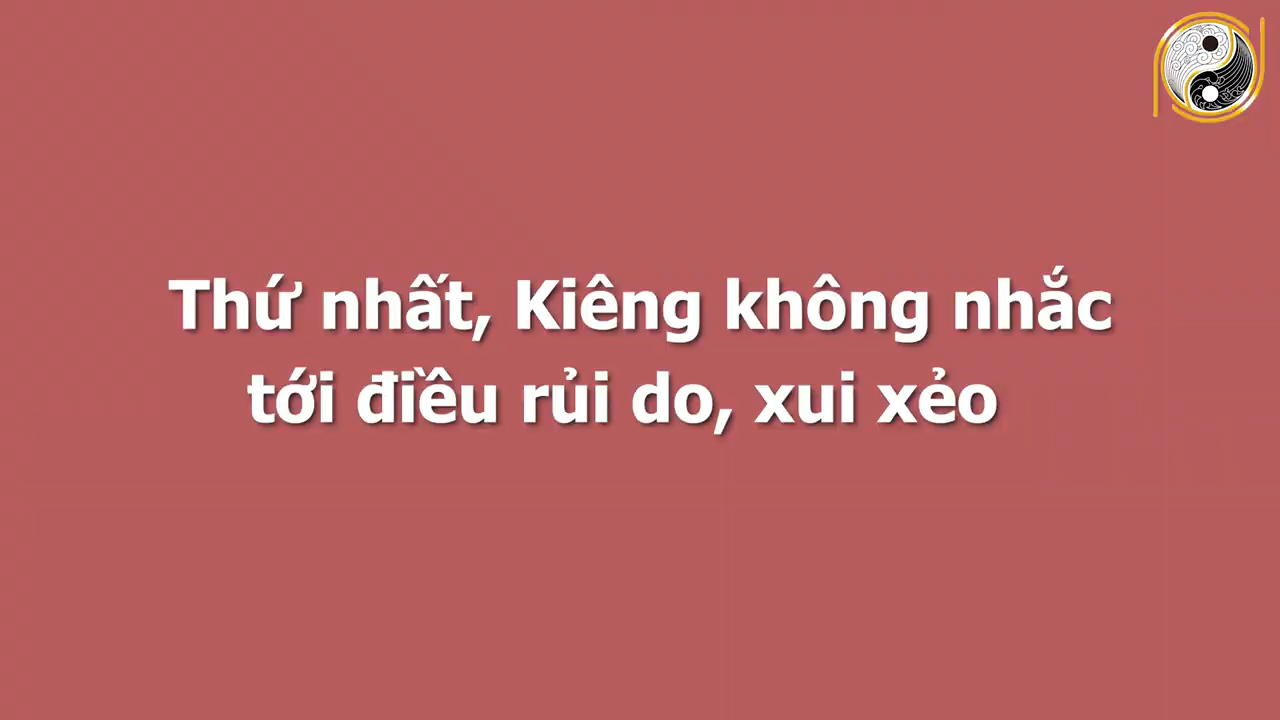 Thứ nhất, Kiêng không nhắc
tới điều rủi do, xui xẻo